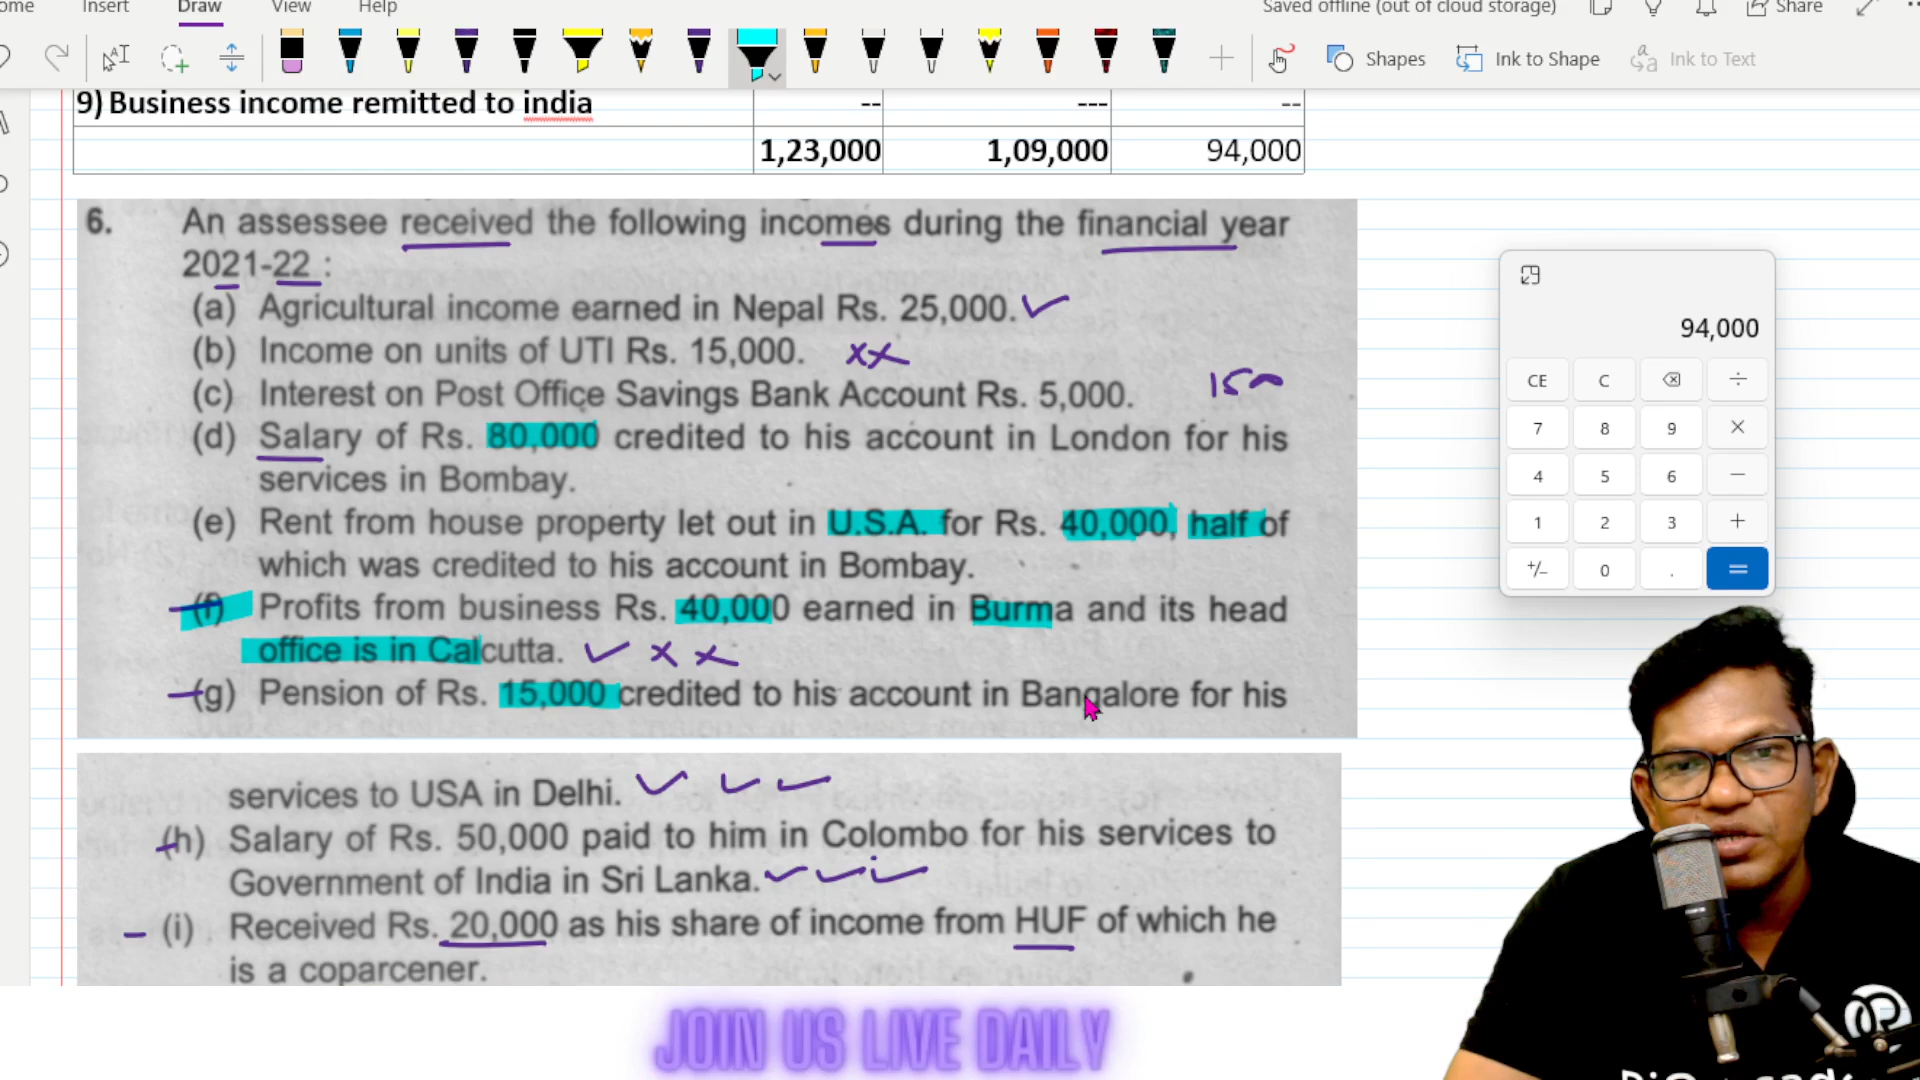 Insert Draw View Help Saved offline (out of cloud storage) Share
Shapes Ink to Shape Ink to Text
9) Business income remitted to india -- --- --
1,23,000 1,09,000 94,000
6. An assessee received the following incomes during the financial year
2021-22 :
(a) Agricultural income earned in Nepal Rs. 25,000.
(b) Income on units of UTI Rs. 15,000. xx
(c) Interest on Post Office Savings Bank Account Rs. 5,000.
(d) Salary of Rs. 80,000 credited to his account in London for his
services in Bombay.
(e) Rent from house property let out in U.S.A. for Rs. 40,000, half of
which was credited to his account in Bombay.
(f) Profits from business Rs. 40,000 earned in Burma and its head
office is in Calcutta. ✓ x x
(g) Pension of Rs. 15,000 credited to his account in Bangalore for his
services to USA in Delhi.
(h) Salary of Rs. 50,000 paid to him in Colombo for his services to
Government of India in Sri Lanka.
(i) Received Rs. 20,000 as his share of income from HUF of which he
is a coparcener.
94,000
CE C ÷
7 8 9 ×
4 5 6 −
1 2 3 +
+/− 0 . =
JOIN US LIVE DAILY